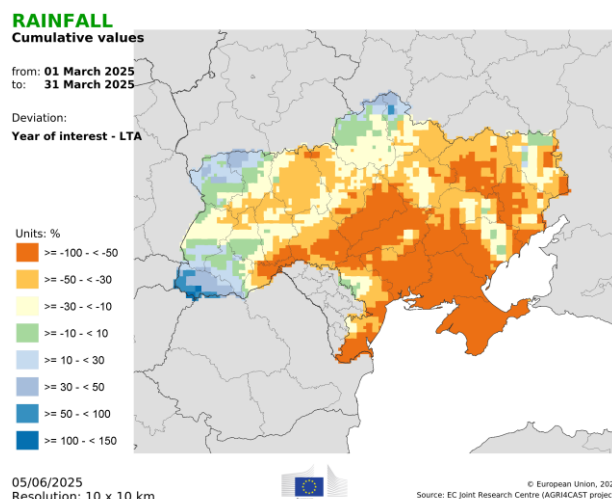 RAINFALL
Cumulative values
from: 01 March 2025
to: 31 March 2025
Deviation:
Year of interest - LTA
Units: %
>= -100 - < -50
>= -50 - < -30
>= -30 - < -10
>= -10 - < 10
>= 10 - < 30
>= 30 - < 50
>= 50 - < 100
>= 100 - < 150
05/06/2025
Resolution: 10 x 10 km
© European Union, 202
Source: EC Joint Research Centre (AGRI4CAST projec